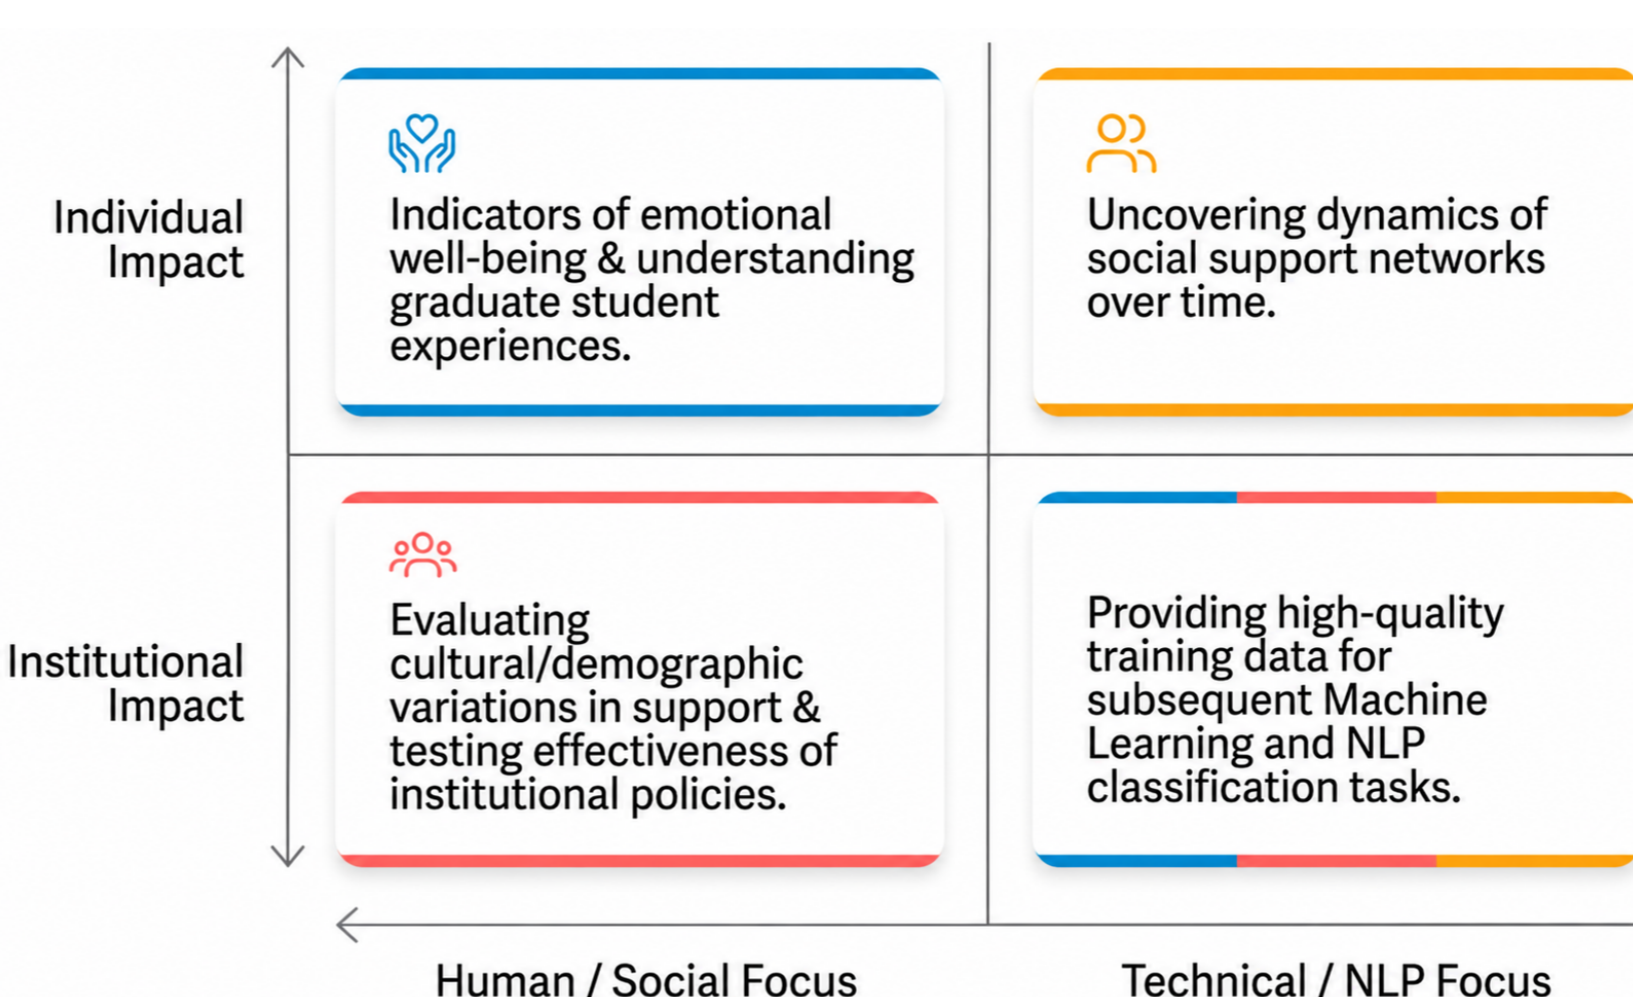 Individual
Impact
Indicators of emotional
well-being & understanding
graduate student
experiences.
Uncovering dynamics of
social support networks
over time.
Institutional
Impact
Evaluating
cultural/demographic
variations in support &
testing effectiveness of
institutional policies.
Providing high-quality
training data for
subsequent Machine
Learning and NLP
classification tasks.
Human / Social Focus
Technical / NLP Focus